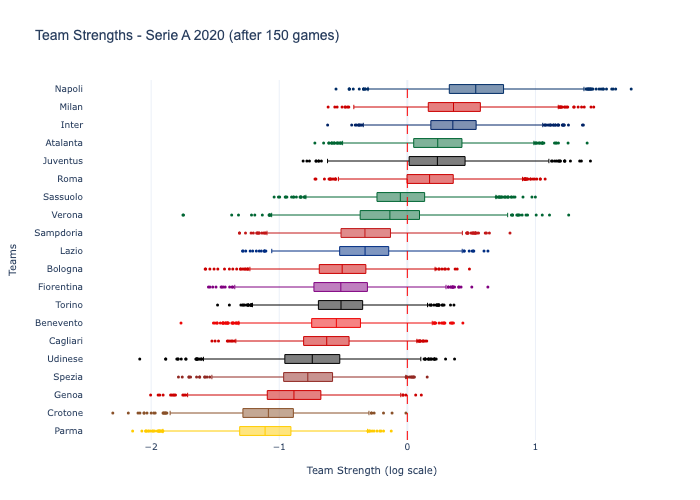 Team Strengths - Serie A 2020 (after 150 games)
Napoli
Milan
Inter
Atalanta
Juventus
Roma
Sassuolo
Verona
Sampdoria
Lazio
Bologna
Fiorentina
Torino
Benevento
Cagliari
Udinese
Spezia
Genoa
Crotone
Parma
Teams
−2
−1
0
1
Team Strength (log scale)